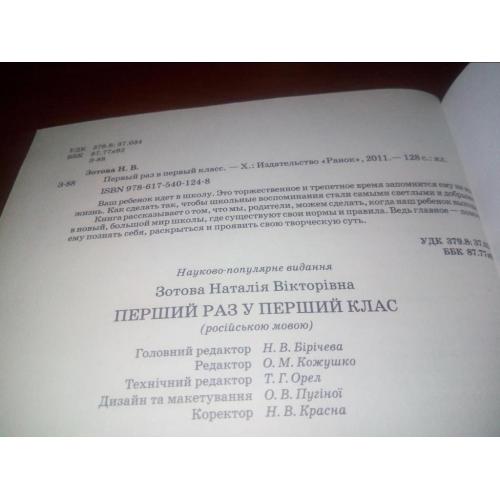 УДК 379.8; 37.034
ББК 87.77я92
З-88
Зотова Н. В.
З-88 Первый раз в первый класс. — Х.: Издательство «Ранок», 2011.— 128 с.: ил.
ISBN 978-617-540-124-8
Ваш ребенок идет в школу. Это торжественное и трепетное время запомнится ему на
жизнь. Как сделать так, чтобы школьные воспоминания стали самыми светлыми и добрыми
Книга рассказывает о том, что мы, родители, можем сделать, когда наш ребенок
в новый, большой мир школы, где существуют свои нормы и правила. Ведь главное —
ему познать себя, раскрыться и проявить свою творческую суть.
УДК 379.8; 37.0
ББК 87.77я
Науково-популярне видання
Зотова Наталія Вікторівна
ПЕРШИЙ РАЗ У ПЕРШИЙ КЛАС
(російською мовою)
Головний редактор Н. В. Бірічева
Редактор О. М. Кожушко
Технічний редактор Т. Г. Орел
Дизайн та макетування О. В. Пугіної
Коректор Н. В. Красна